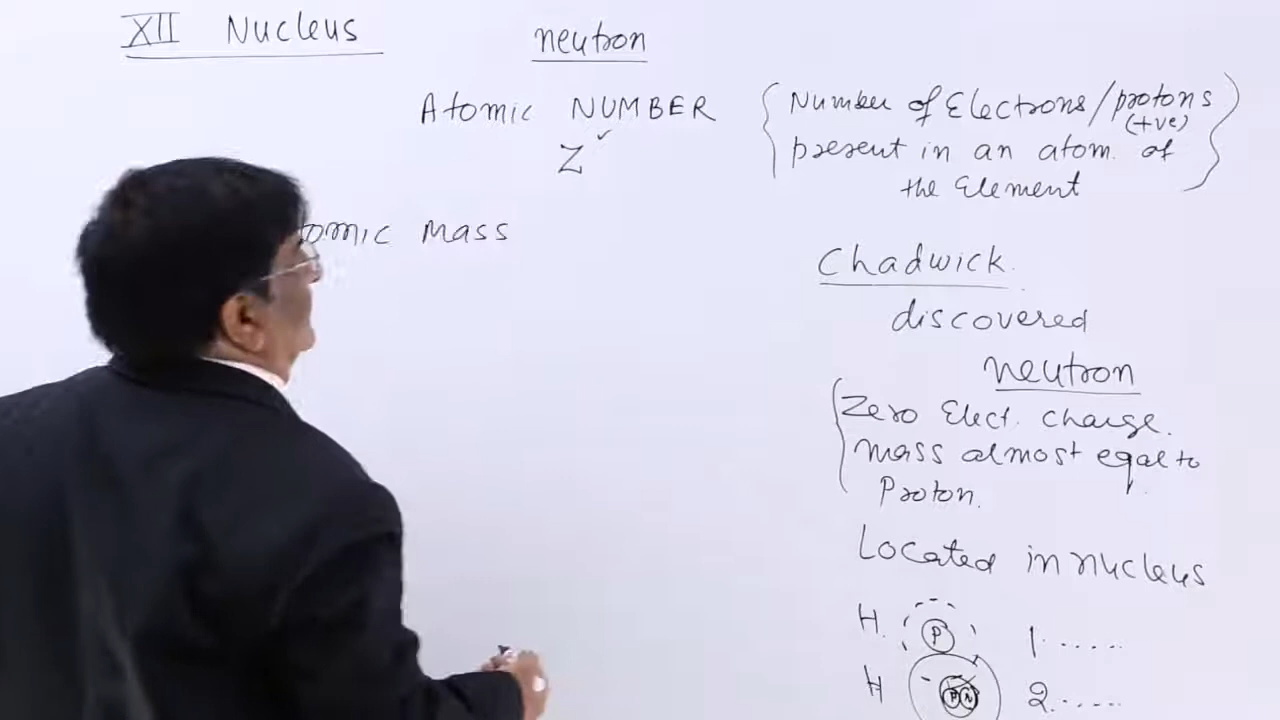 XII Nucleus
neutron
Atomic NUMBER
Z
{ Number of Electrons/protons
(+ve)
present in an atom of
the Element }
omic mass
Chadwick.
discovered
neutron
Zero Elect. Charge.
mass almost eqal to
Proton.
Located in nucleus
H. P 1.....
H P N 2.....